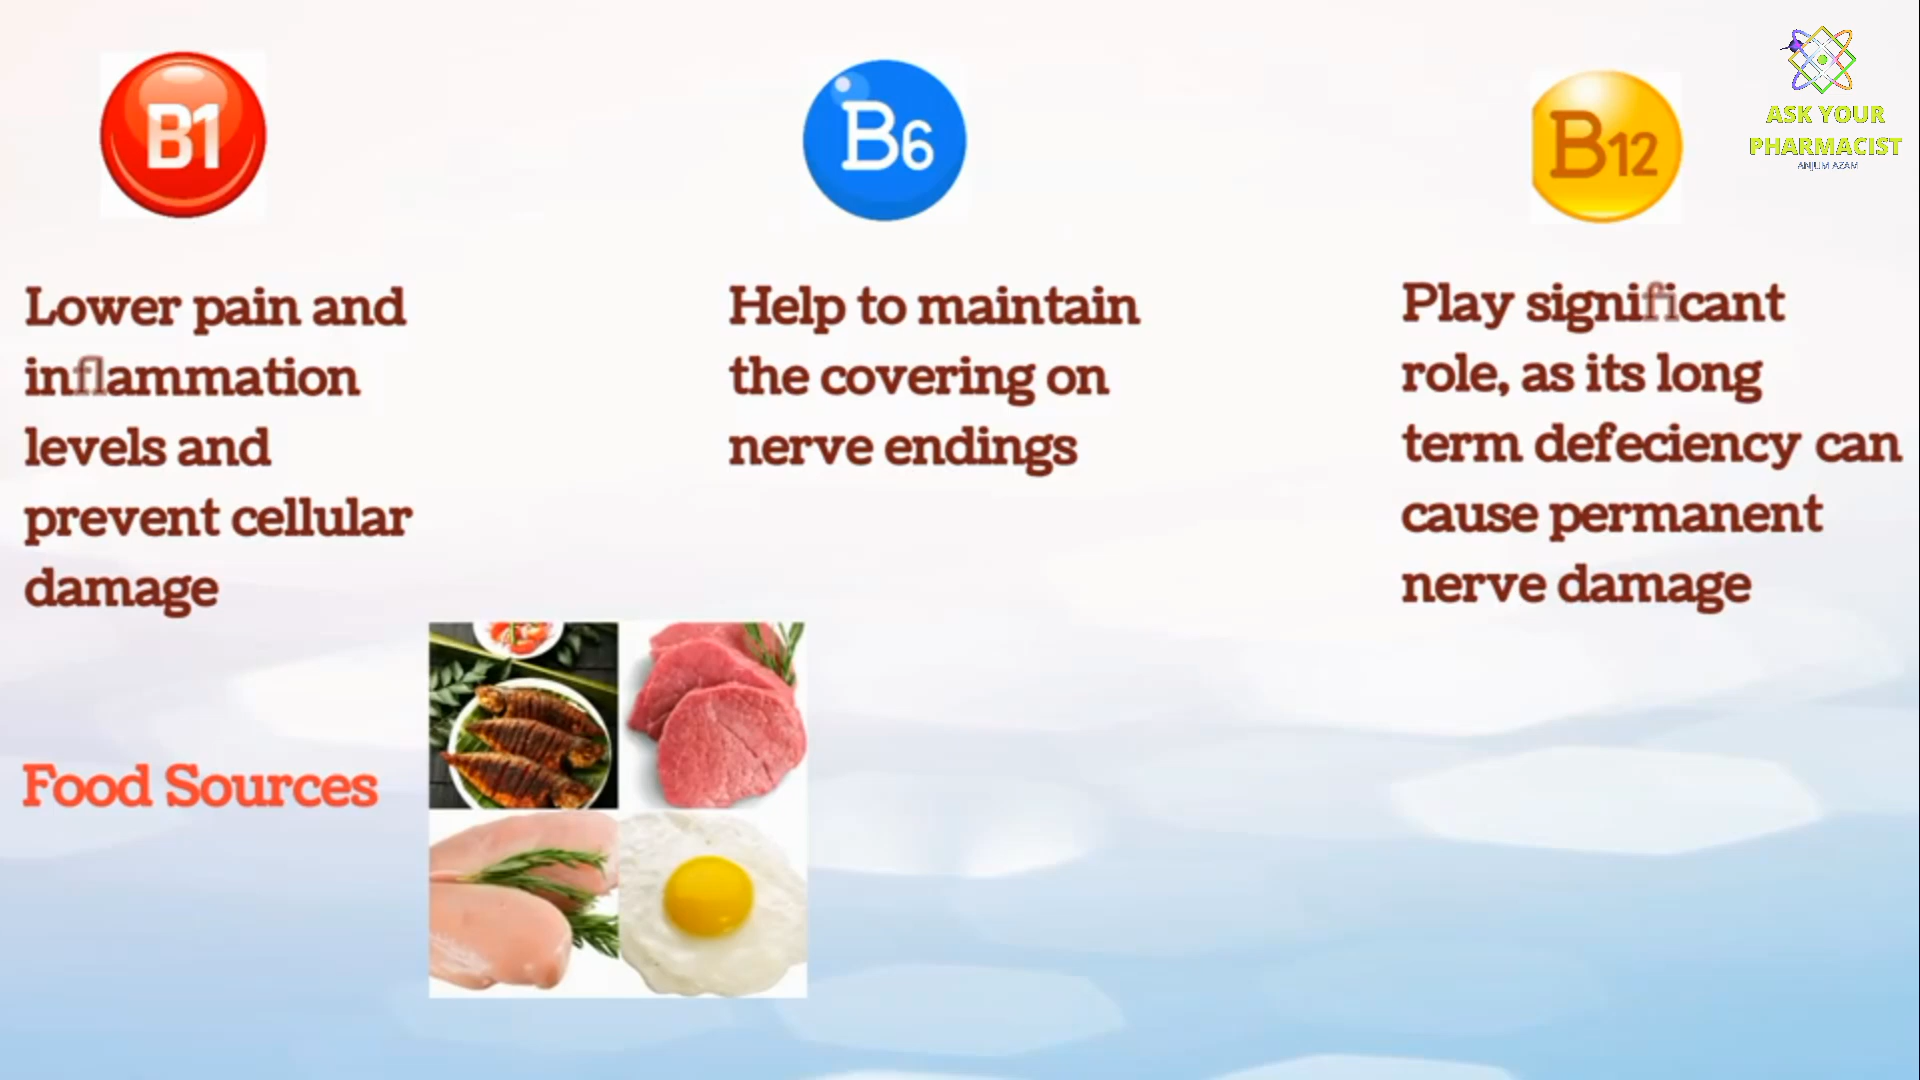 B1
Lower pain and
inflammation
levels and
prevent cellular
damage
B6
Help to maintain
the covering on
nerve endings
B12
Play significant
role, as its long
term defeciency can
cause permanent
nerve damage
ASK YOUR
PHARMACIST
ANJUM AZAM
Food Sources